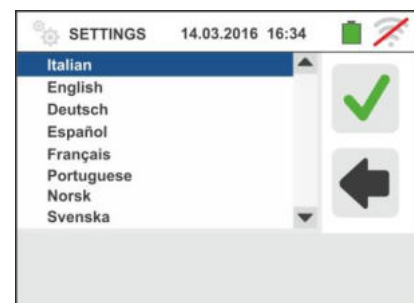 SETTINGS 14.03.2016 16:34
Italian
English
Deutsch
Español
Français
Portuguese
Norsk
Svenska